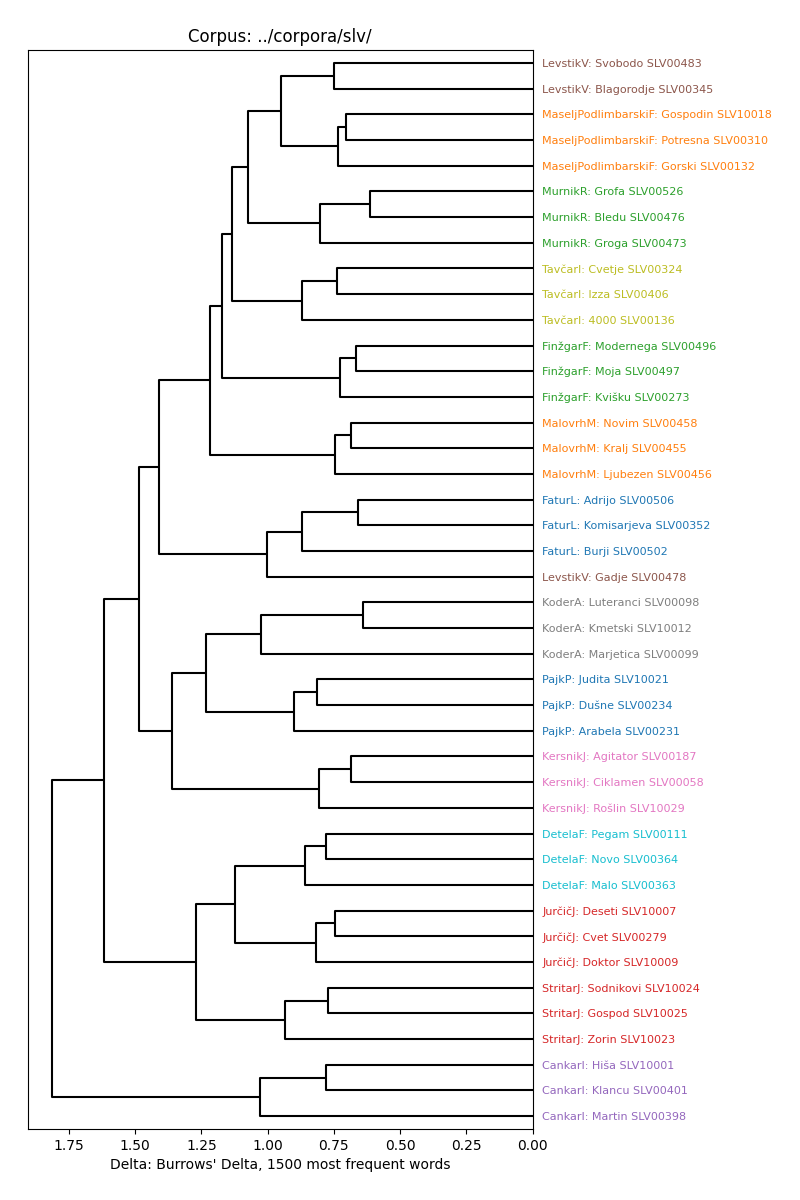 Corpus: ../corpora/slv/
LevstikV: Svobodo SLV00483
LevstikV: Blagorodje SLV00345
MaseljPodlimbarskiF: Gospodin SLV10018
MaseljPodlimbarskiF: Potresna SLV00310
MaseljPodlimbarskiF: Gorski SLV00132
MurnikR: Grofa SLV00526
MurnikR: Bledu SLV00476
MurnikR: Groga SLV00473
TavčarI: Cvetje SLV00324
TavčarI: Izza SLV00406
TavčarI: 4000 SLV00136
FinžgarF: Modernega SLV00496
FinžgarF: Moja SLV00497
FinžgarF: Kvišku SLV00273
MalovrhM: Novim SLV00458
MalovrhM: Kralj SLV00455
MalovrhM: Ljubezen SLV00456
FaturL: Adrijo SLV00506
FaturL: Komisarjeva SLV00352
FaturL: Burji SLV00502
LevstikV: Gadje SLV00478
KoderA: Luteranci SLV00098
KoderA: Kmetski SLV10012
KoderA: Marjetica SLV00099
PajkP: Judita SLV10021
PajkP: Dušne SLV00234
PajkP: Arabela SLV00231
KersnikJ: Agitator SLV00187
KersnikJ: Ciklamen SLV00058
KersnikJ: Rošlin SLV10029
DetelaF: Pegam SLV00111
DetelaF: Novo SLV00364
DetelaF: Malo SLV00363
JurčičJ: Deseti SLV10007
JurčičJ: Cvet SLV00279
JurčičJ: Doktor SLV10009
StritarJ: Sodnikovi SLV10024
StritarJ: Gospod SLV10025
StritarJ: Zorin SLV10023
CankarI: Hiša SLV10001
CankarI: Klancu SLV00401
CankarI: Martin SLV00398
1.75 1.50 1.25 1.00 0.75 0.50 0.25 0.00
Delta: Burrows' Delta, 1500 most frequent words